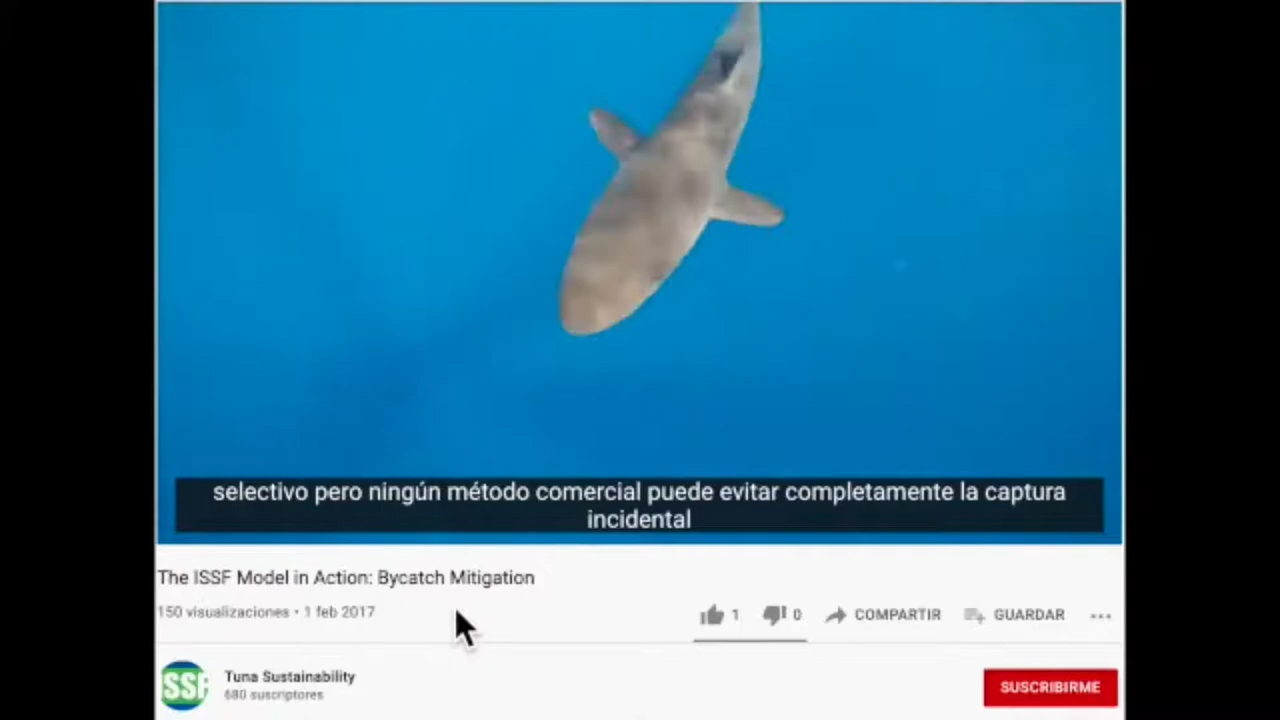 selectivo pero ningún método comercial puede evitar completamente la captura
incidental
The ISSF Model in Action: Bycatch Mitigation
150 visualizaciones • 1 feb 2017
1
0
COMPARTIR
GUARDAR
SSF
Tuna Sustainability
680 suscriptores
SUSCRIBIRME